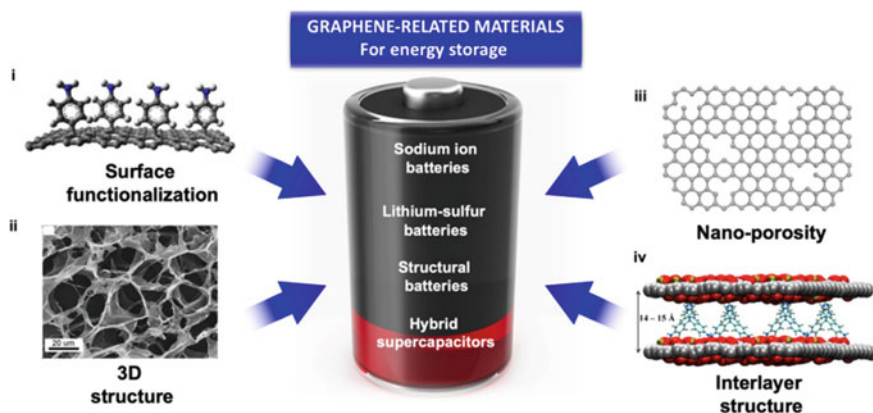 GRAPHENE-RELATED MATERIALS
For energy storage
i
Surface
functionalization
ii
20 um
3D
structure
Sodium ion
batteries
Lithium-sulfur
batteries
Structural
batteries
Hybrid
supercapacitors
iii
Nano-porosity
iv
14 – 15 Å
Interlayer
structure